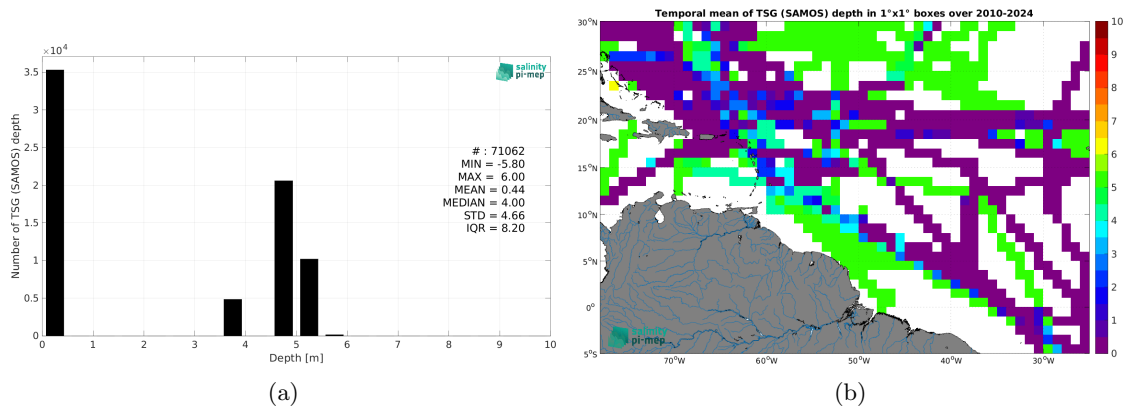 ×10⁴
3.5
3
2.5
2
1.5
1
0.5
0
Number of TSG (SAMOS) depth
0 1 2 3 4 5 6 7 8 9 10
Depth [m]
salinity
pi-mep
# : 71062
MIN = -5.80
MAX = 6.00
MEAN = 0.44
MEDIAN = 4.00
STD = 4.66
IQR = 8.20
(a)
Temporal mean of TSG (SAMOS) depth in 1°x1° boxes over 2010-2024
30°N
25°N
20°N
15°N
10°N
5°N
0°
5°S
70°W 60°W 50°W 40°W 30°W
salinity
pi-mep
10
9
8
7
6
5
4
3
2
1
0
(b)